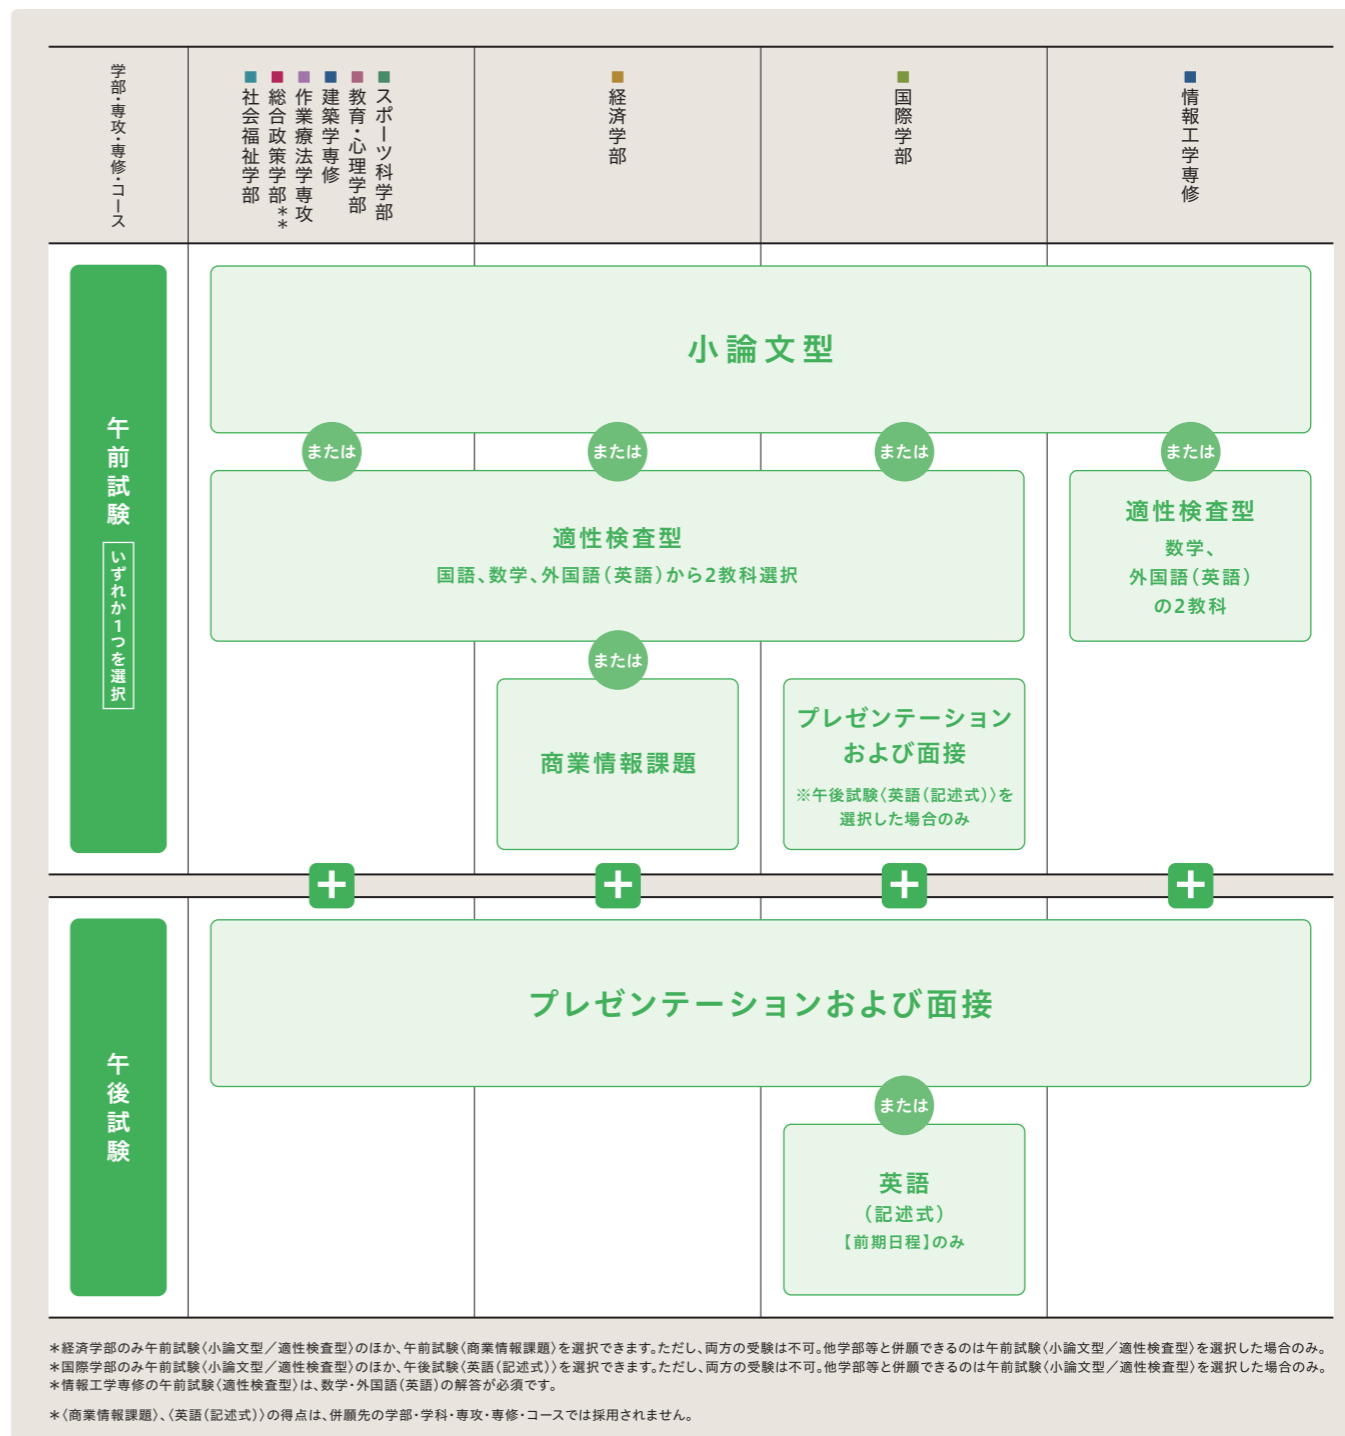 学部・専攻・専修・コース
■社会福祉学部
■総合政策学部**
■作業療法学専攻
■建築学専修
■教育・心理学部
■スポーツ科学部
■経済学部
■国際学部
■情報工学専修
午前試験
いずれか1つを選択
小論文型
または
または
または
または
適性検査型
国語、数学、外国語（英語）から2教科選択
適性検査型
数学、
外国語（英語）
の2教科
または
商業情報課題
プレゼンテーション
および面接
※午後試験〈英語（記述式）〉を
選択した場合のみ
+
+
+
+
午後試験
プレゼンテーションおよび面接
または
英語
（記述式）
【前期日程】のみ
＊経済学部のみ午前試験〈小論文型／適性検査型〉のほか、午前試験〈商業情報課題〉を選択できます。ただし、両方の受験は不可。他学部等と併願できるのは午前試験〈小論文型／適性検査型〉を選択した場合のみ。
＊国際学部のみ午前試験〈小論文型／適性検査型〉のほか、午後試験〈英語（記述式）〉を選択できます。ただし、両方の受験は不可。他学部等と併願できるのは午前試験〈小論文型／適性検査型〉を選択した場合のみ。
＊情報工学専修の午前試験〈適性検査型〉は、数学・外国語（英語）の解答が必須です。
＊〈商業情報課題〉、〈英語（記述式）〉の得点は、併願先の学部・学科・専攻・専修・コースでは採用されません。